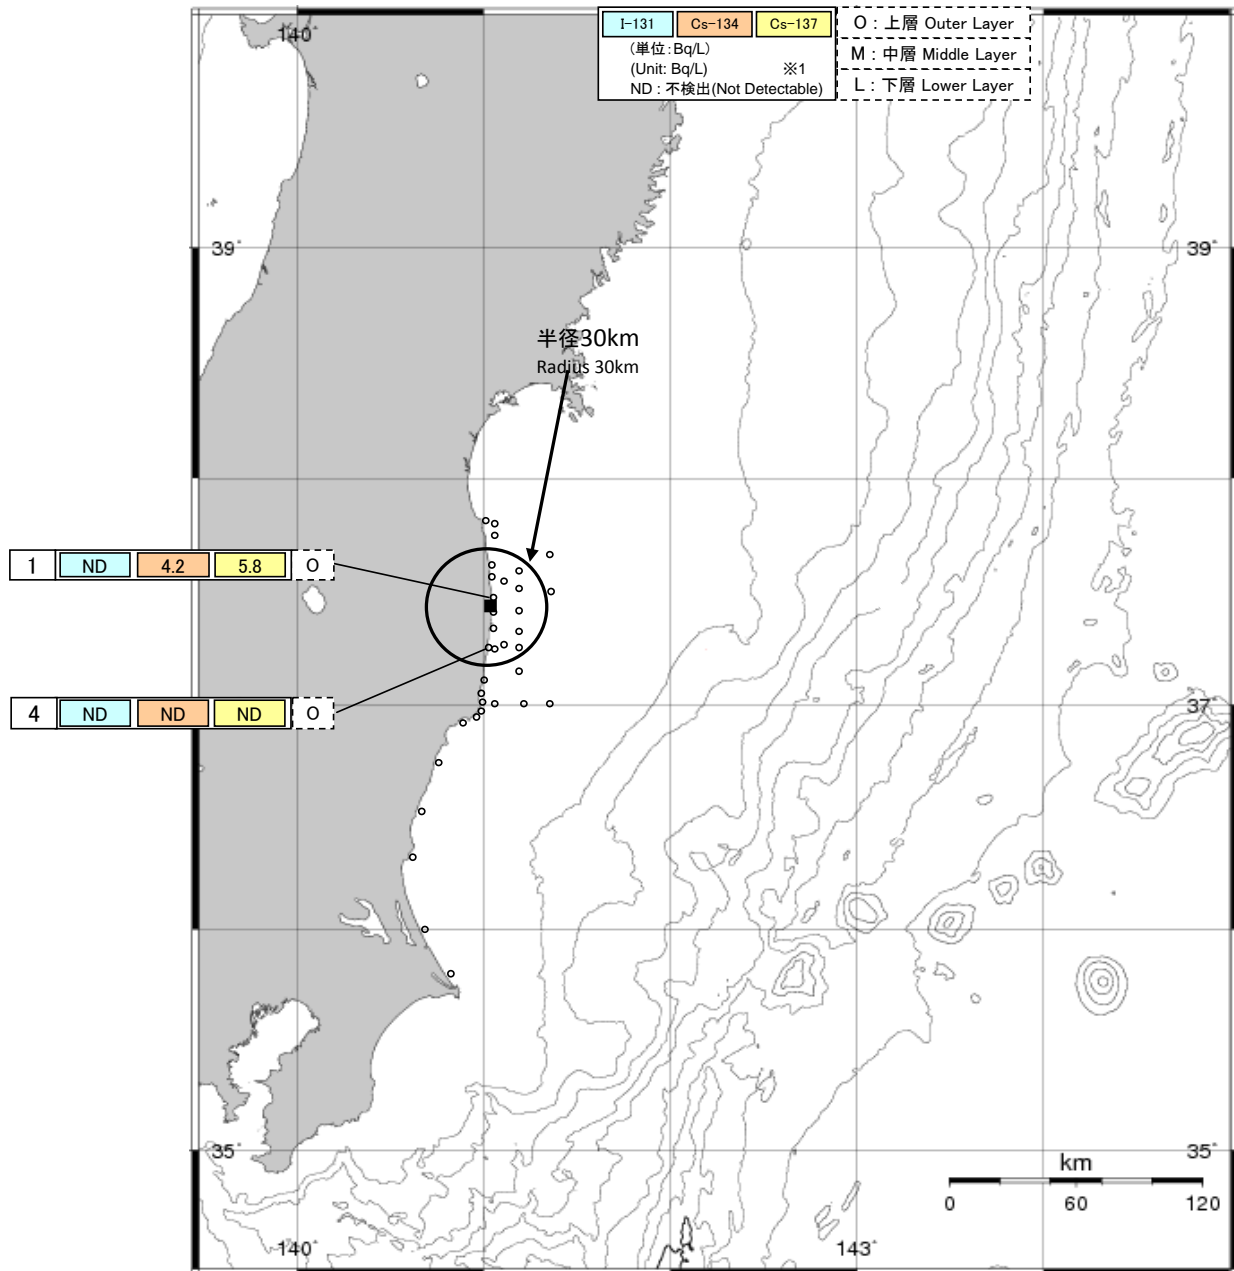 I-131 Cs-134 Cs-137
(単位:Bq/L)
(Unit: Bq/L) ※1
ND : 不検出(Not Detectable)
O : 上層 Outer Layer
M : 中層 Middle Layer
L : 下層 Lower Layer
140°
39° 39°
半径30km
Radius 30km
1 ND 4.2 5.8 O
4 ND ND ND O
37°
35° 35°
km
0 60 120
140° 143°